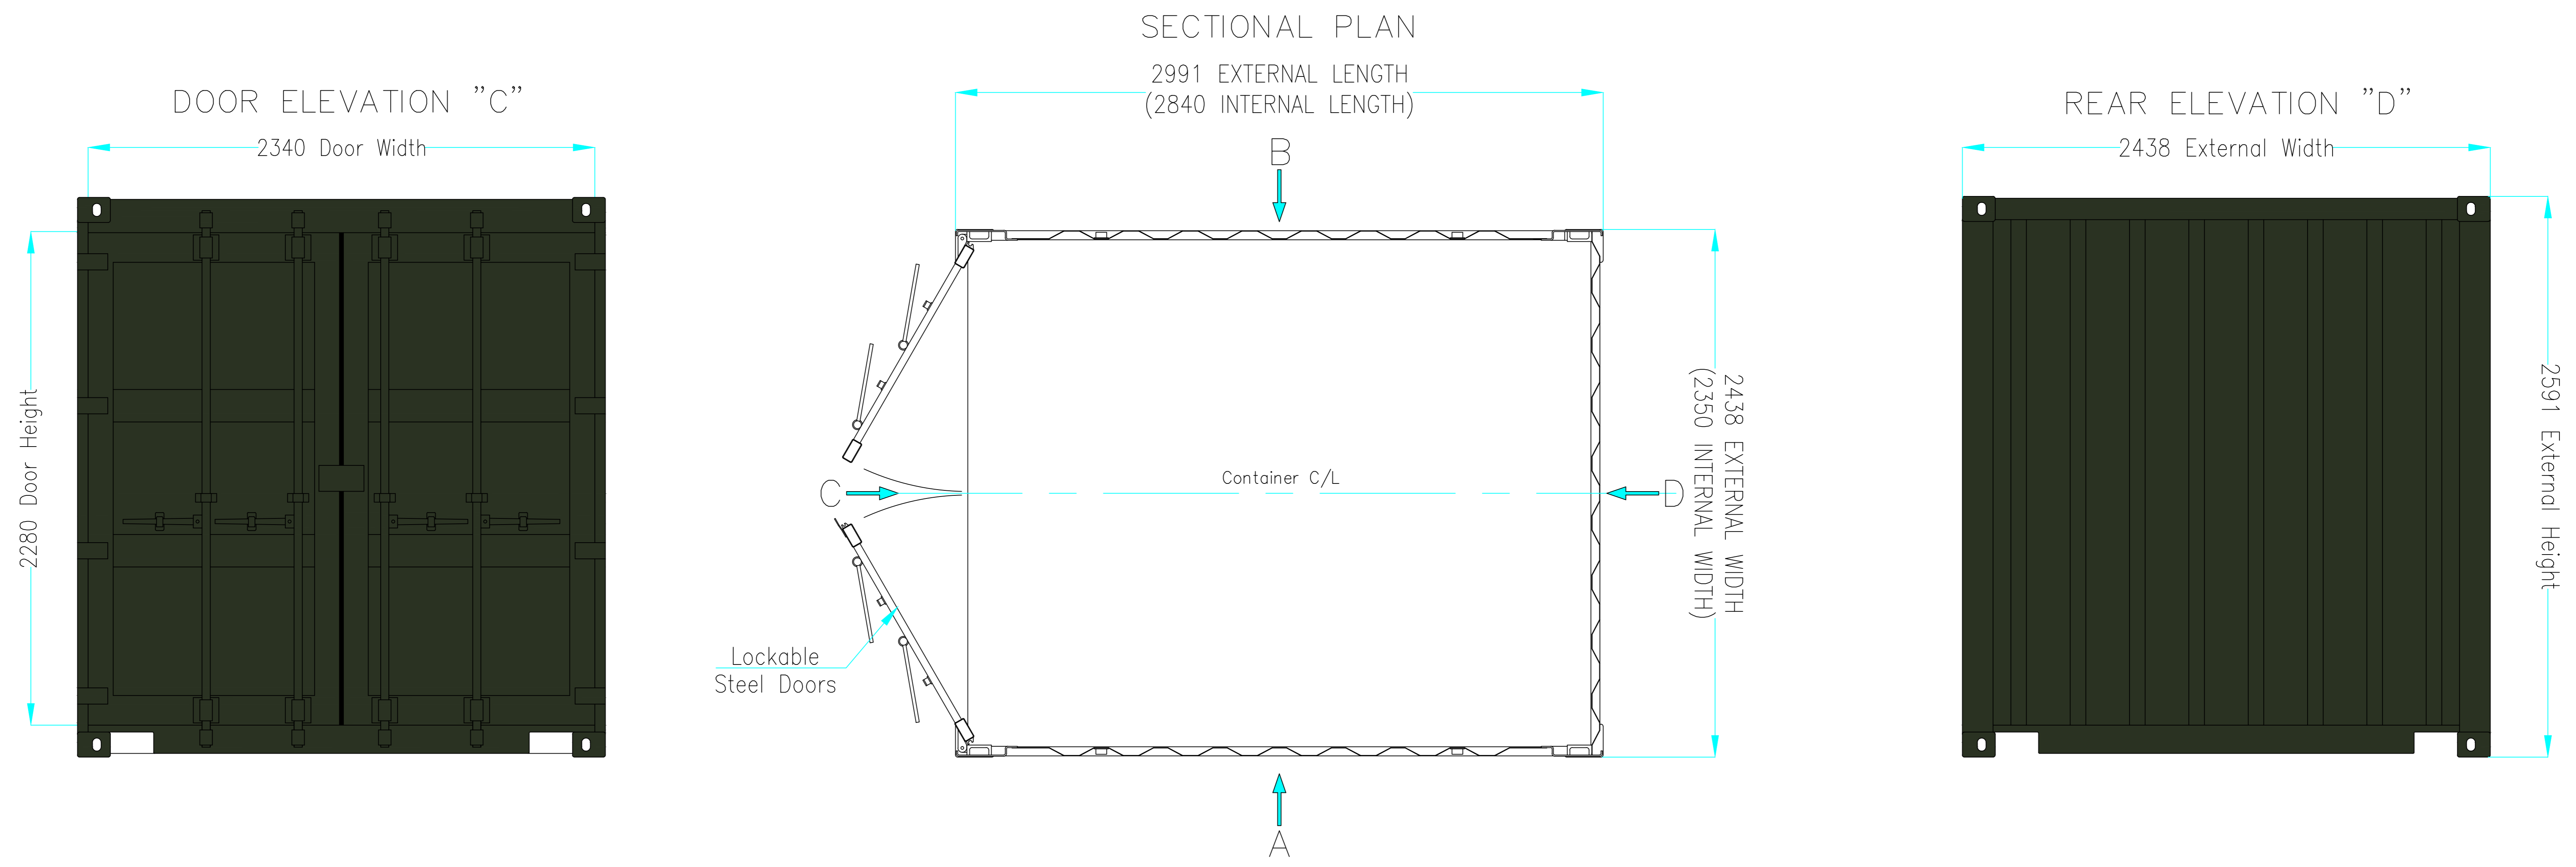 DOOR ELEVATION "C"
2340 Door Width
2280 Door Height
SECTIONAL PLAN
2991 EXTERNAL LENGTH
(2840 INTERNAL LENGTH)
B
C
Container C/L
D
2438 EXTERNAL WIDTH
(2350 INTERNAL WIDTH)
Lockable
Steel Doors
A
REAR ELEVATION "D"
2438 External Width
2591 External Height